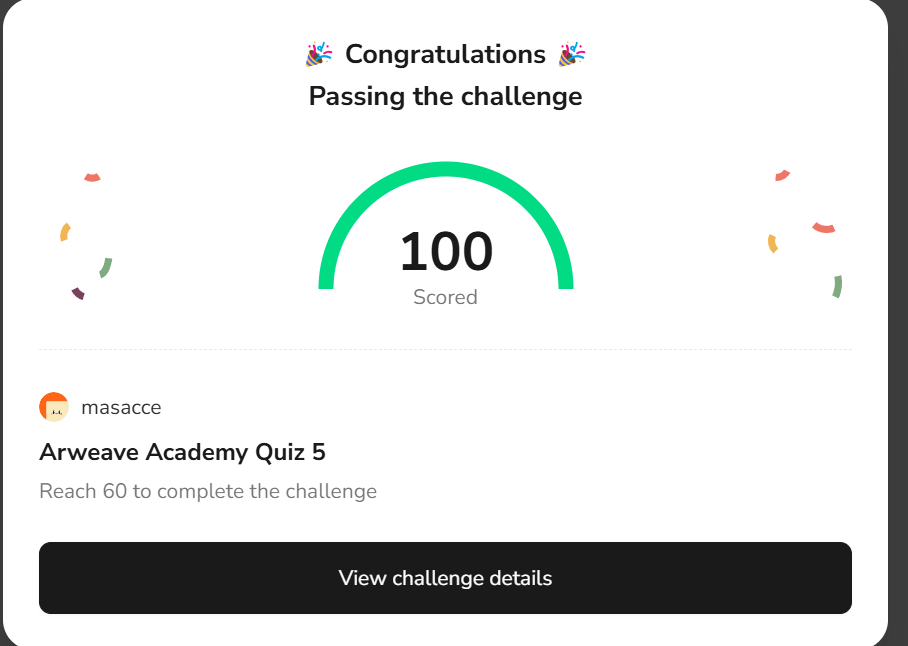 🎉 Congratulations 🎉
Passing the challenge
100
Scored
masacce
Arweave Academy Quiz 5
Reach 60 to complete the challenge
View challenge details